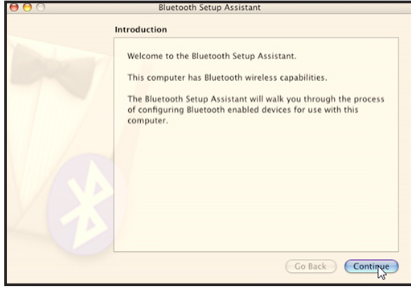 Bluetooth Setup Assistant
Introduction
Welcome to the Bluetooth Setup Assistant.
This computer has Bluetooth wireless capabilities.
The Bluetooth Setup Assistant will walk you through the process
of configuring Bluetooth enabled devices for use with this
computer.
Go Back
Continue